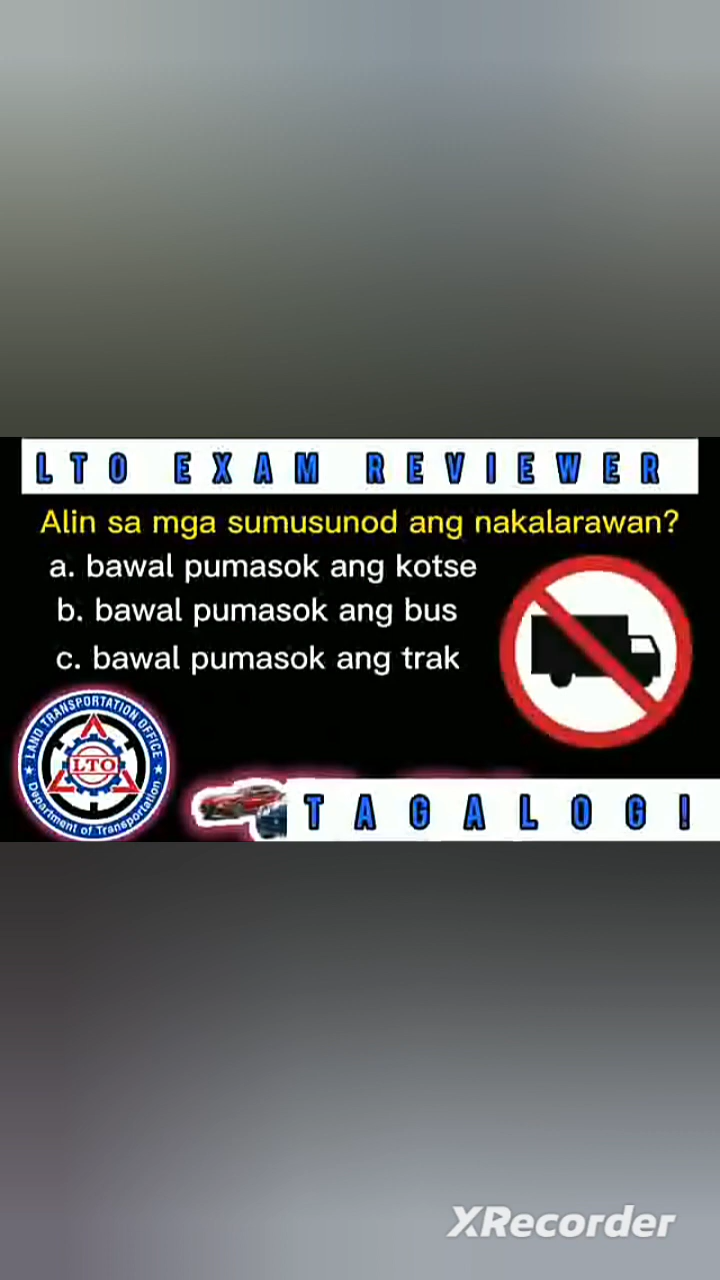 LTO EXAM REVIEWER
Alin sa mga sumusunod ang nakalarawan?
a. bawal pumasok ang kotse
b. bawal pumasok ang bus
c. bawal pumasok ang trak
LAND TRANSPORTATION OFFICE
LTO
Department of Transportation
TAGALOG!
XRecorder